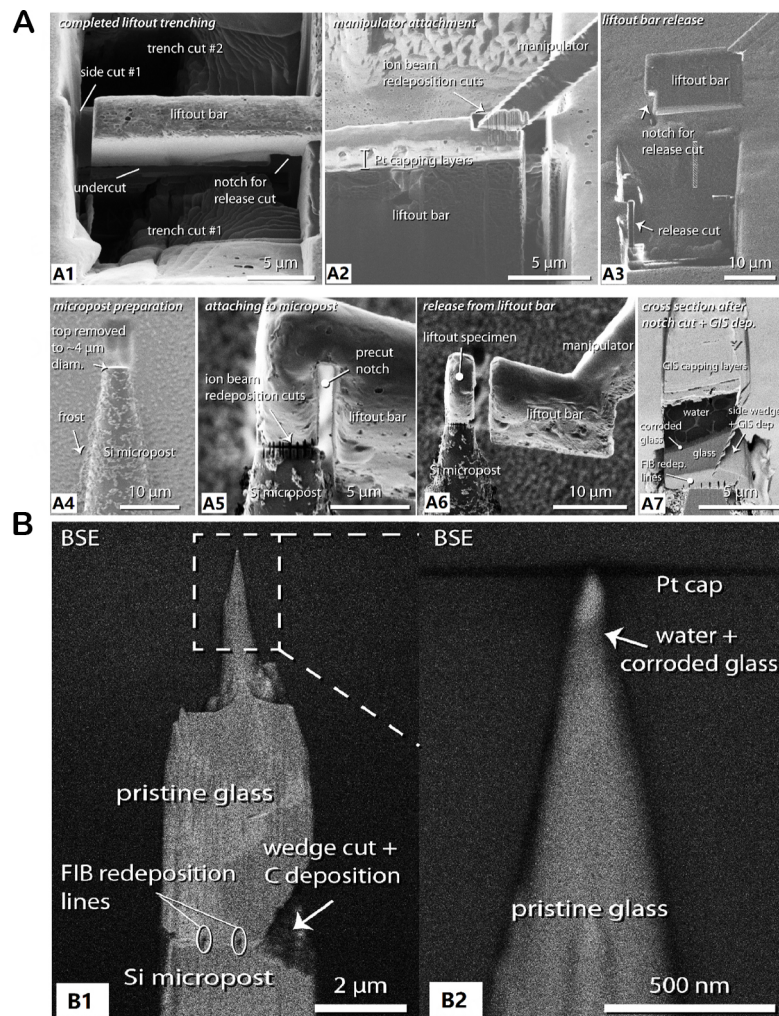 A
completed liftout trenching
trench cut #2
side cut #1
liftout bar
undercut
notch for
release cut
trench cut #1
5 µm
A1
manipulator attachment
manipulator
ion beam
redeposition cuts
Pt capping layers
liftout bar
5 µm
A2
liftout bar release
liftout bar
notch for
release cut
release cut
10 µm
A3
micropost preparation
top removed
to ~4 µm
diam.
frost
Si micropost
10 µm
A4
attaching to micropost
precut
notch
ion beam
redeposition cuts
liftout bar
Si micropost
5 µm
A5
release from liftout bar
liftout specimen
manipulator
liftout bar
Si micropost
10 µm
A6
cross section after
notch cut + GIS dep.
GIS capping layers
water
side wedge
+ GIS dep
corroded
glass
glass
FIB redep.
lines
5 µm
A7
B
BSE
pristine glass
wedge cut +
C deposition
FIB redeposition
lines
Si micropost
2 µm
B1
BSE
Pt cap
water +
corroded glass
pristine glass
500 nm
B2